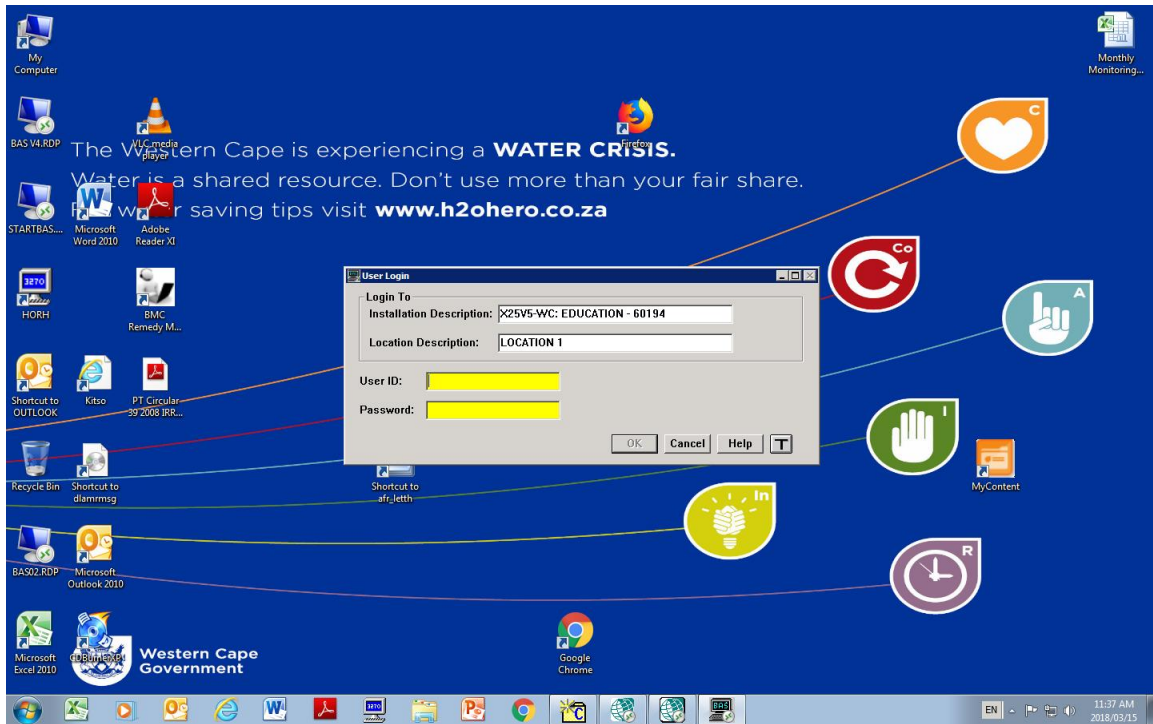 My
Computer
Monthly
Monitoring...
C
BAS V4.RDP
VLC media
player
Firefox
The Western Cape is experiencing a WATER CRISIS.
Water is a shared resource. Don't use more than your fair share.
saving tips visit www.h2ohero.co.za
STARTBAS....
Microsoft
Word 2010
Adobe
Reader XI
Co
3270
HORH
BMC
Remedy M...
A
User Login
Login To
Installation Description: X25V5-WC: EDUCATION - 60194
Location Description: LOCATION 1
User ID:
Password:
OK Cancel Help T
Shortcut to
OUTLOOK
Kitso
PT Circular
39 2008 IRR...
I
Recycle Bin
Shortcut to
dlamrmsg
Shortcut to
afr_letth
MyContent
In
BAS02.RDP
Microsoft
Outlook 2010
R
Microsoft
Excel 2010
CDBurnerXP
Western Cape
Government
Google
Chrome
3270
BAS
EN
11:37 AM
2018/03/15